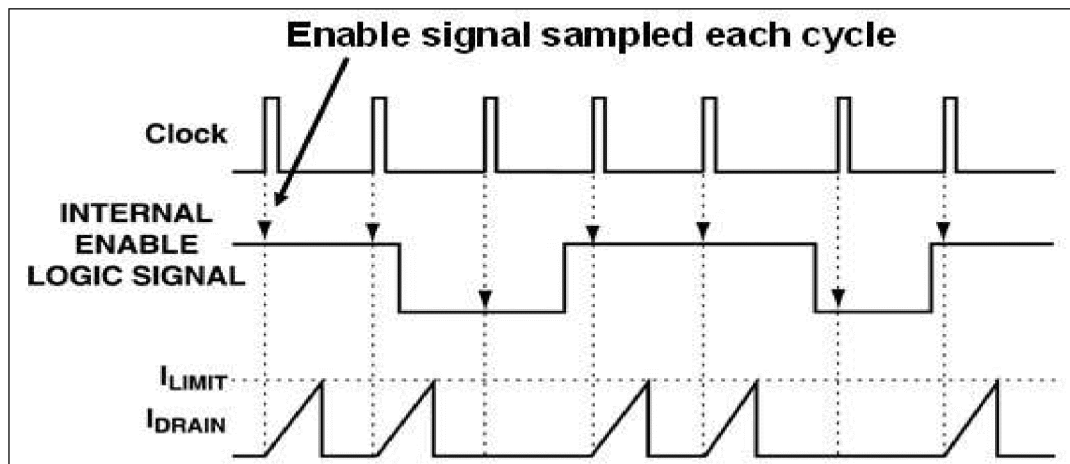 Enable signal sampled each cycle
Clock
INTERNAL
ENABLE
LOGIC SIGNAL
ILIMIT
IDRAIN